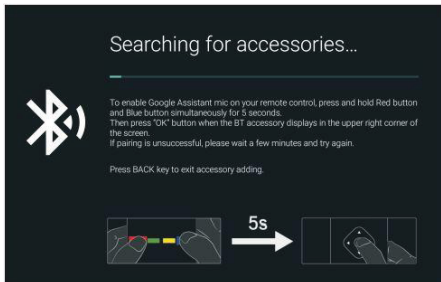 Searching for accessories...
To enable Google Assistant mic on your remote control, press and hold Red button
and Blue button simultaneously for 5 seconds.
Then press "OK" button when the BT accessory displays in the upper right corner of
the screen.
If pairing is unsuccessful, please wait a few minutes and try again.
Press BACK key to exit accessory adding.
5s